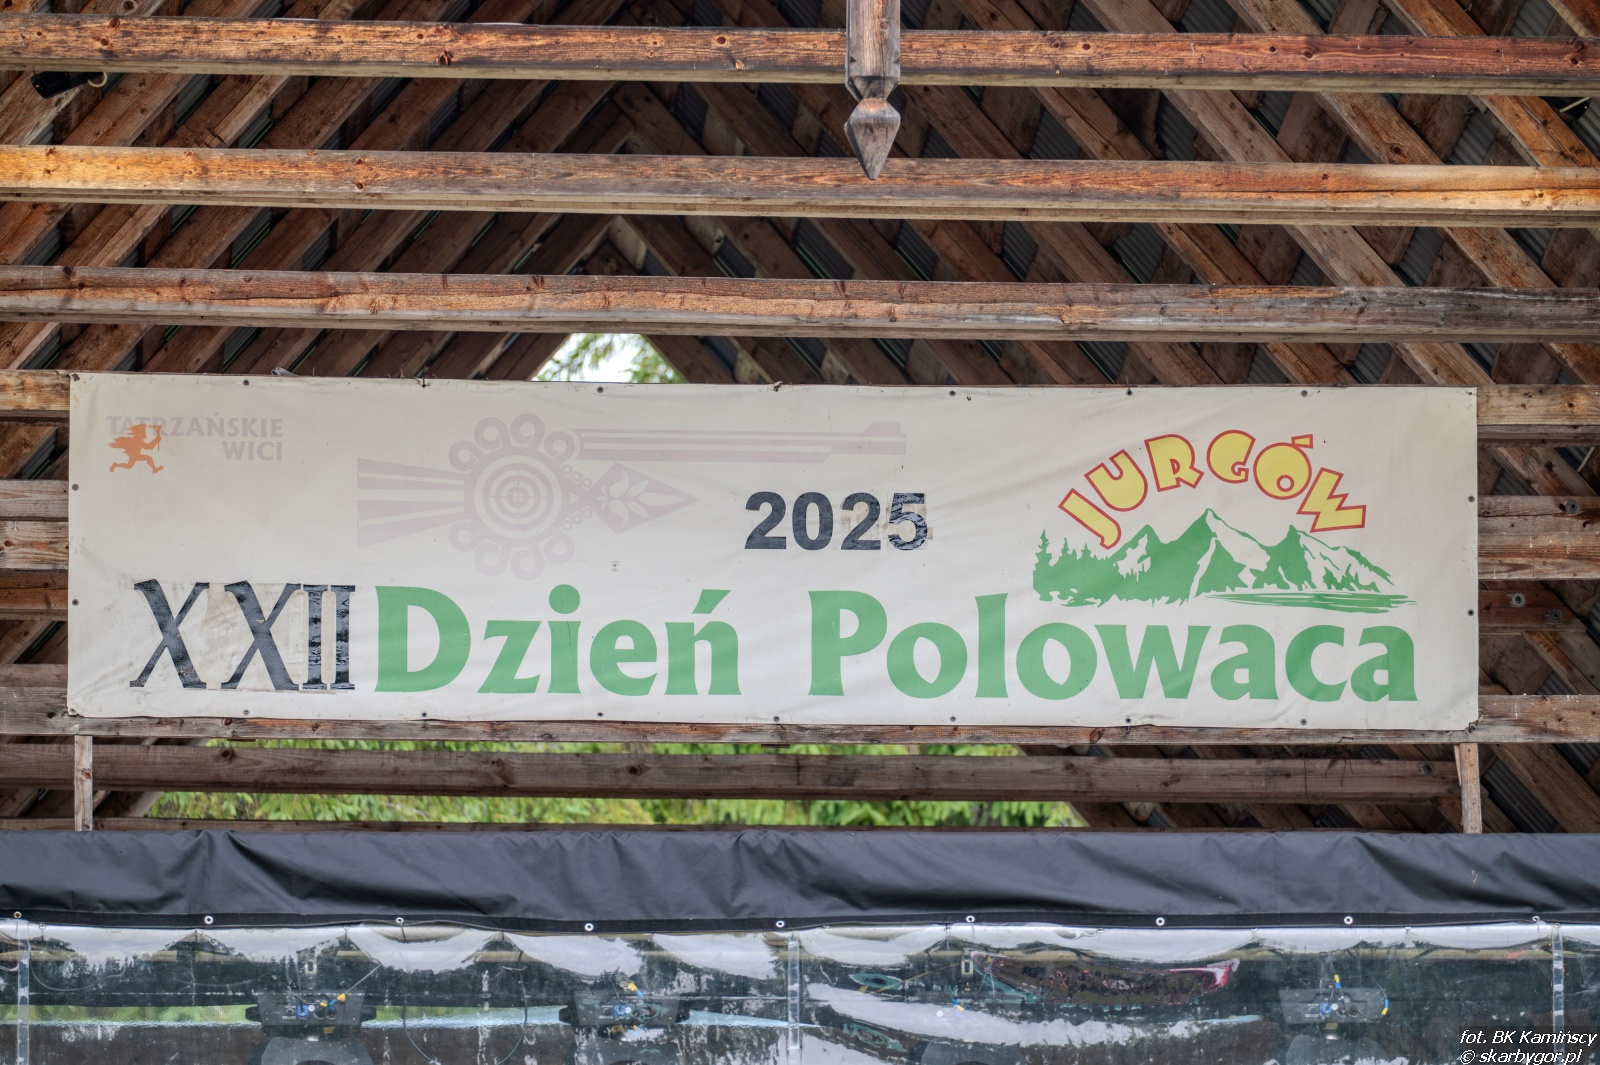 TATRZAŃSKIE
WICI
JURGÓW
2025
XXII Dzień Polowaca
fot. BK Kamińscy
© skarbygor.pl